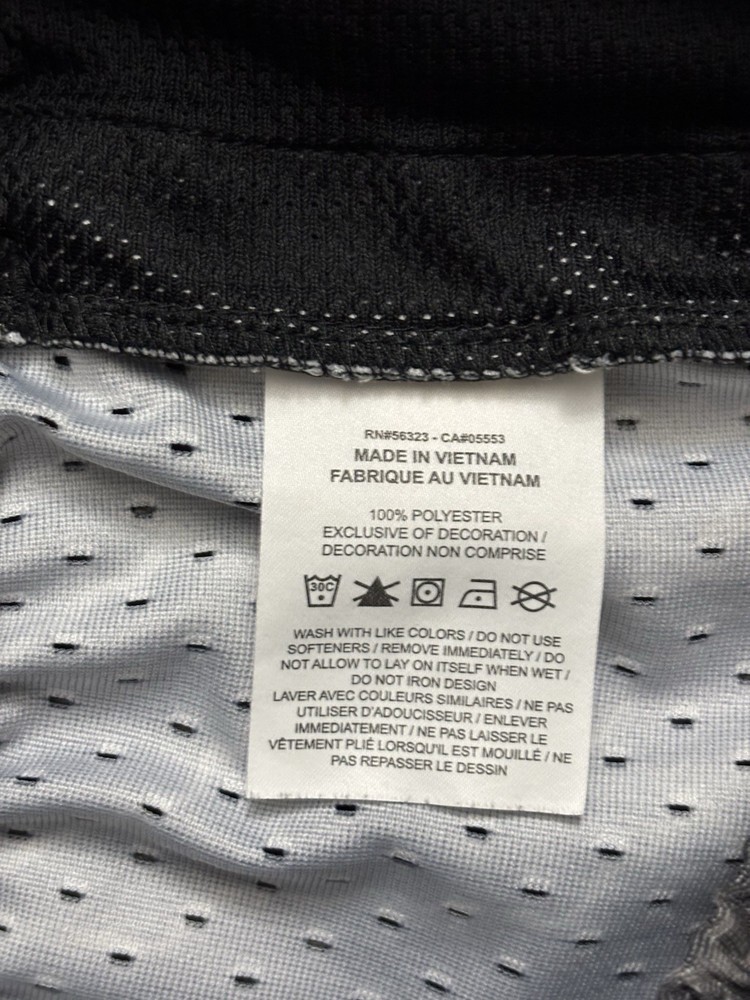 RN#56323 - CA#05553
MADE IN VIETNAM
FABRIQUE AU VIETNAM
100% POLYESTER
EXCLUSIVE OF DECORATION /
DECORATION NON COMPRISE
30C
WASH WITH LIKE COLORS / DO NOT USE
SOFTENERS / REMOVE IMMEDIATELY / DO
NOT ALLOW TO LAY ON ITSELF WHEN WET /
DO NOT IRON DESIGN
LAVER AVEC COULEURS SIMILAIRES / NE PAS
UTILISER D'ADOUCISSEUR / ENLEVER
IMMEDIATEMENT / NE PAS LAISSER LE
VÊTEMENT PLIÉ LORSQU'IL EST MOUILLÉ / NE
PAS REPASSER LE DESSIN